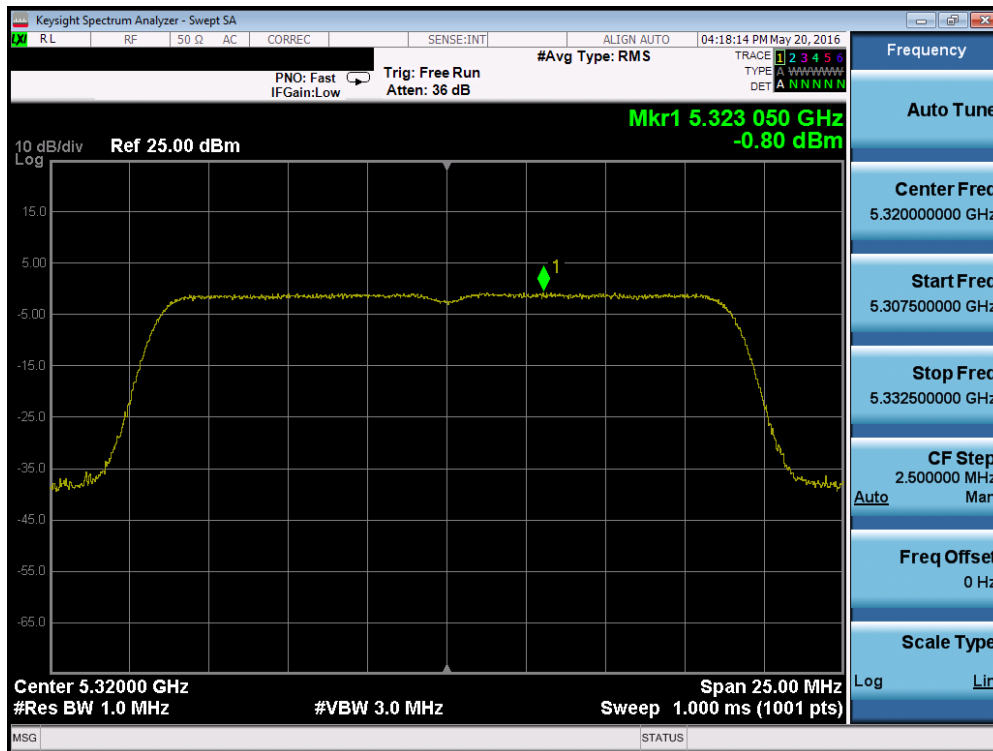 Keysight Spectrum Analyzer - Swept SA
LXI RL RF 50 Ω AC CORREC SENSE:INT ALIGN AUTO 04:18:14 PM May 20, 2016
#Avg Type: RMS
TRACE 1 2 3 4 5 6
PNO: Fast Trig: Free Run
TYPE A WWWWW
IFGain:Low Atten: 36 dB
DET A N N N N N
Mkr1 5.323 050 GHz
-0.80 dBm
10 dB/div Ref 25.00 dBm
Log
15.0
5.00
1
-5.00
-15.0
-25.0
-35.0
-45.0
-55.0
-65.0
Center 5.32000 GHz Span 25.00 MHz
#Res BW 1.0 MHz #VBW 3.0 MHz Sweep 1.000 ms (1001 pts)
MSG STATUS
Frequency
Auto Tune
Center Freq
5.320000000 GHz
Start Freq
5.307500000 GHz
Stop Freq
5.332500000 GHz
CF Step
2.500000 MHz
Auto Man
Freq Offset
0 Hz
Scale Type
Log Lin